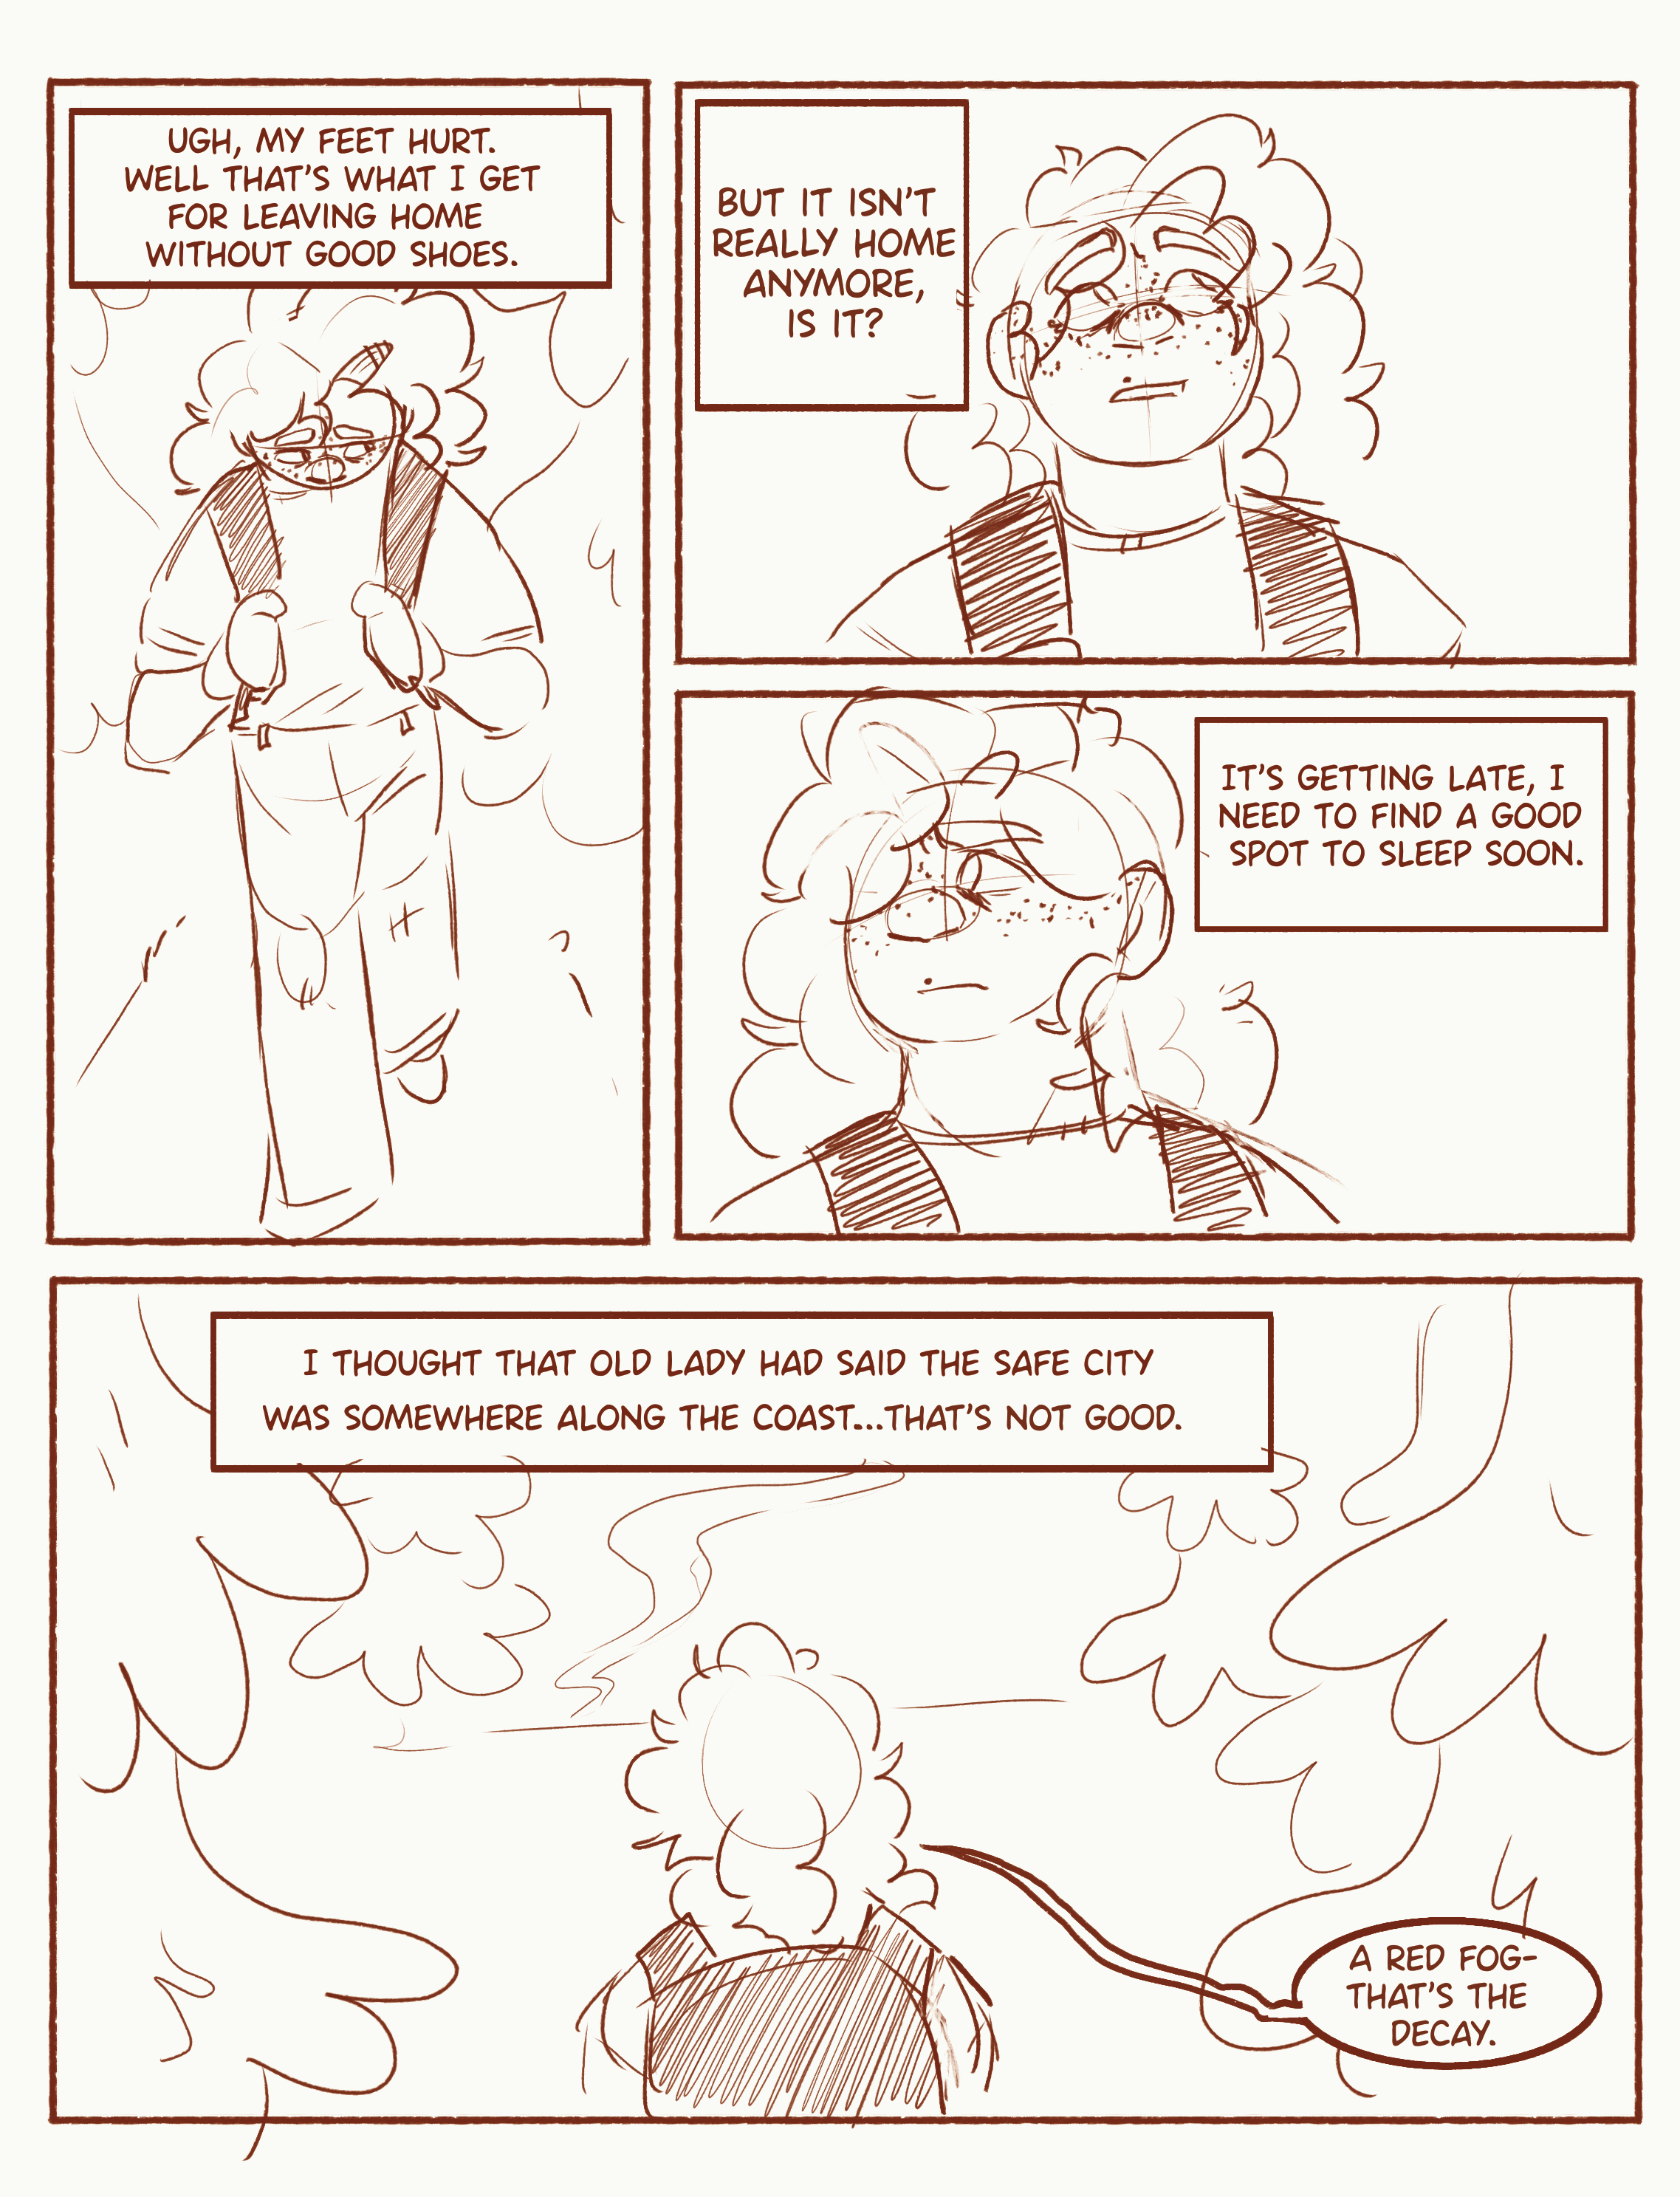 UGH, MY FEET HURT.
WELL THAT'S WHAT I GET
FOR LEAVING HOME
WITHOUT GOOD SHOES.
BUT IT ISN'T
REALLY HOME
ANYMORE,
IS IT?
IT'S GETTING LATE, I
NEED TO FIND A GOOD
SPOT TO SLEEP SOON.
I THOUGHT THAT OLD LADY HAD SAID THE SAFE CITY
WAS SOMEWHERE ALONG THE COAST...THAT'S NOT GOOD.
A RED FOG-
THAT'S THE
DECAY.